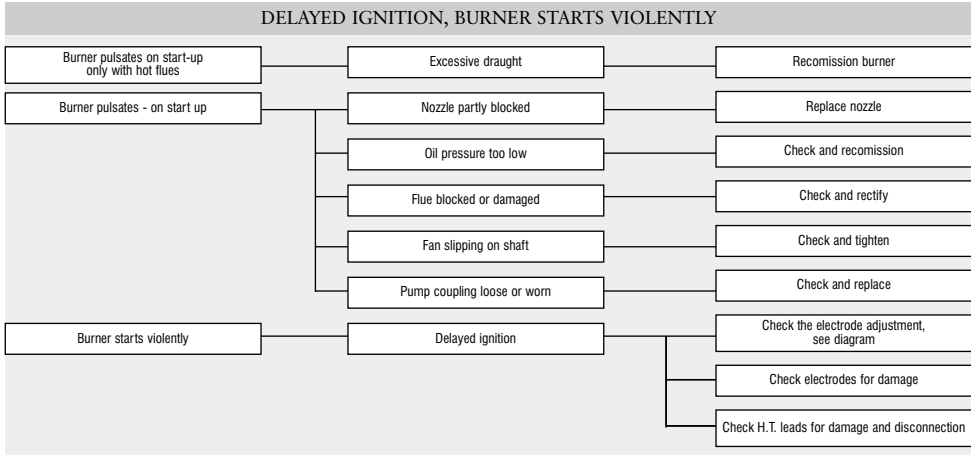 DELAYED IGNITION, BURNER STARTS VIOLENTLY
Burner pulsates on start-up
only with hot flues
Excessive draught
Recomission burner
Burner pulsates - on start up
Nozzle partly blocked
Replace nozzle
Oil pressure too low
Check and recomission
Flue blocked or damaged
Check and rectify
Fan slipping on shaft
Check and tighten
Pump coupling loose or worn
Check and replace
Burner starts violently
Delayed ignition
Check the electrode adjustment,
see diagram
Check electrodes for damage
Check H.T. leads for damage and disconnection